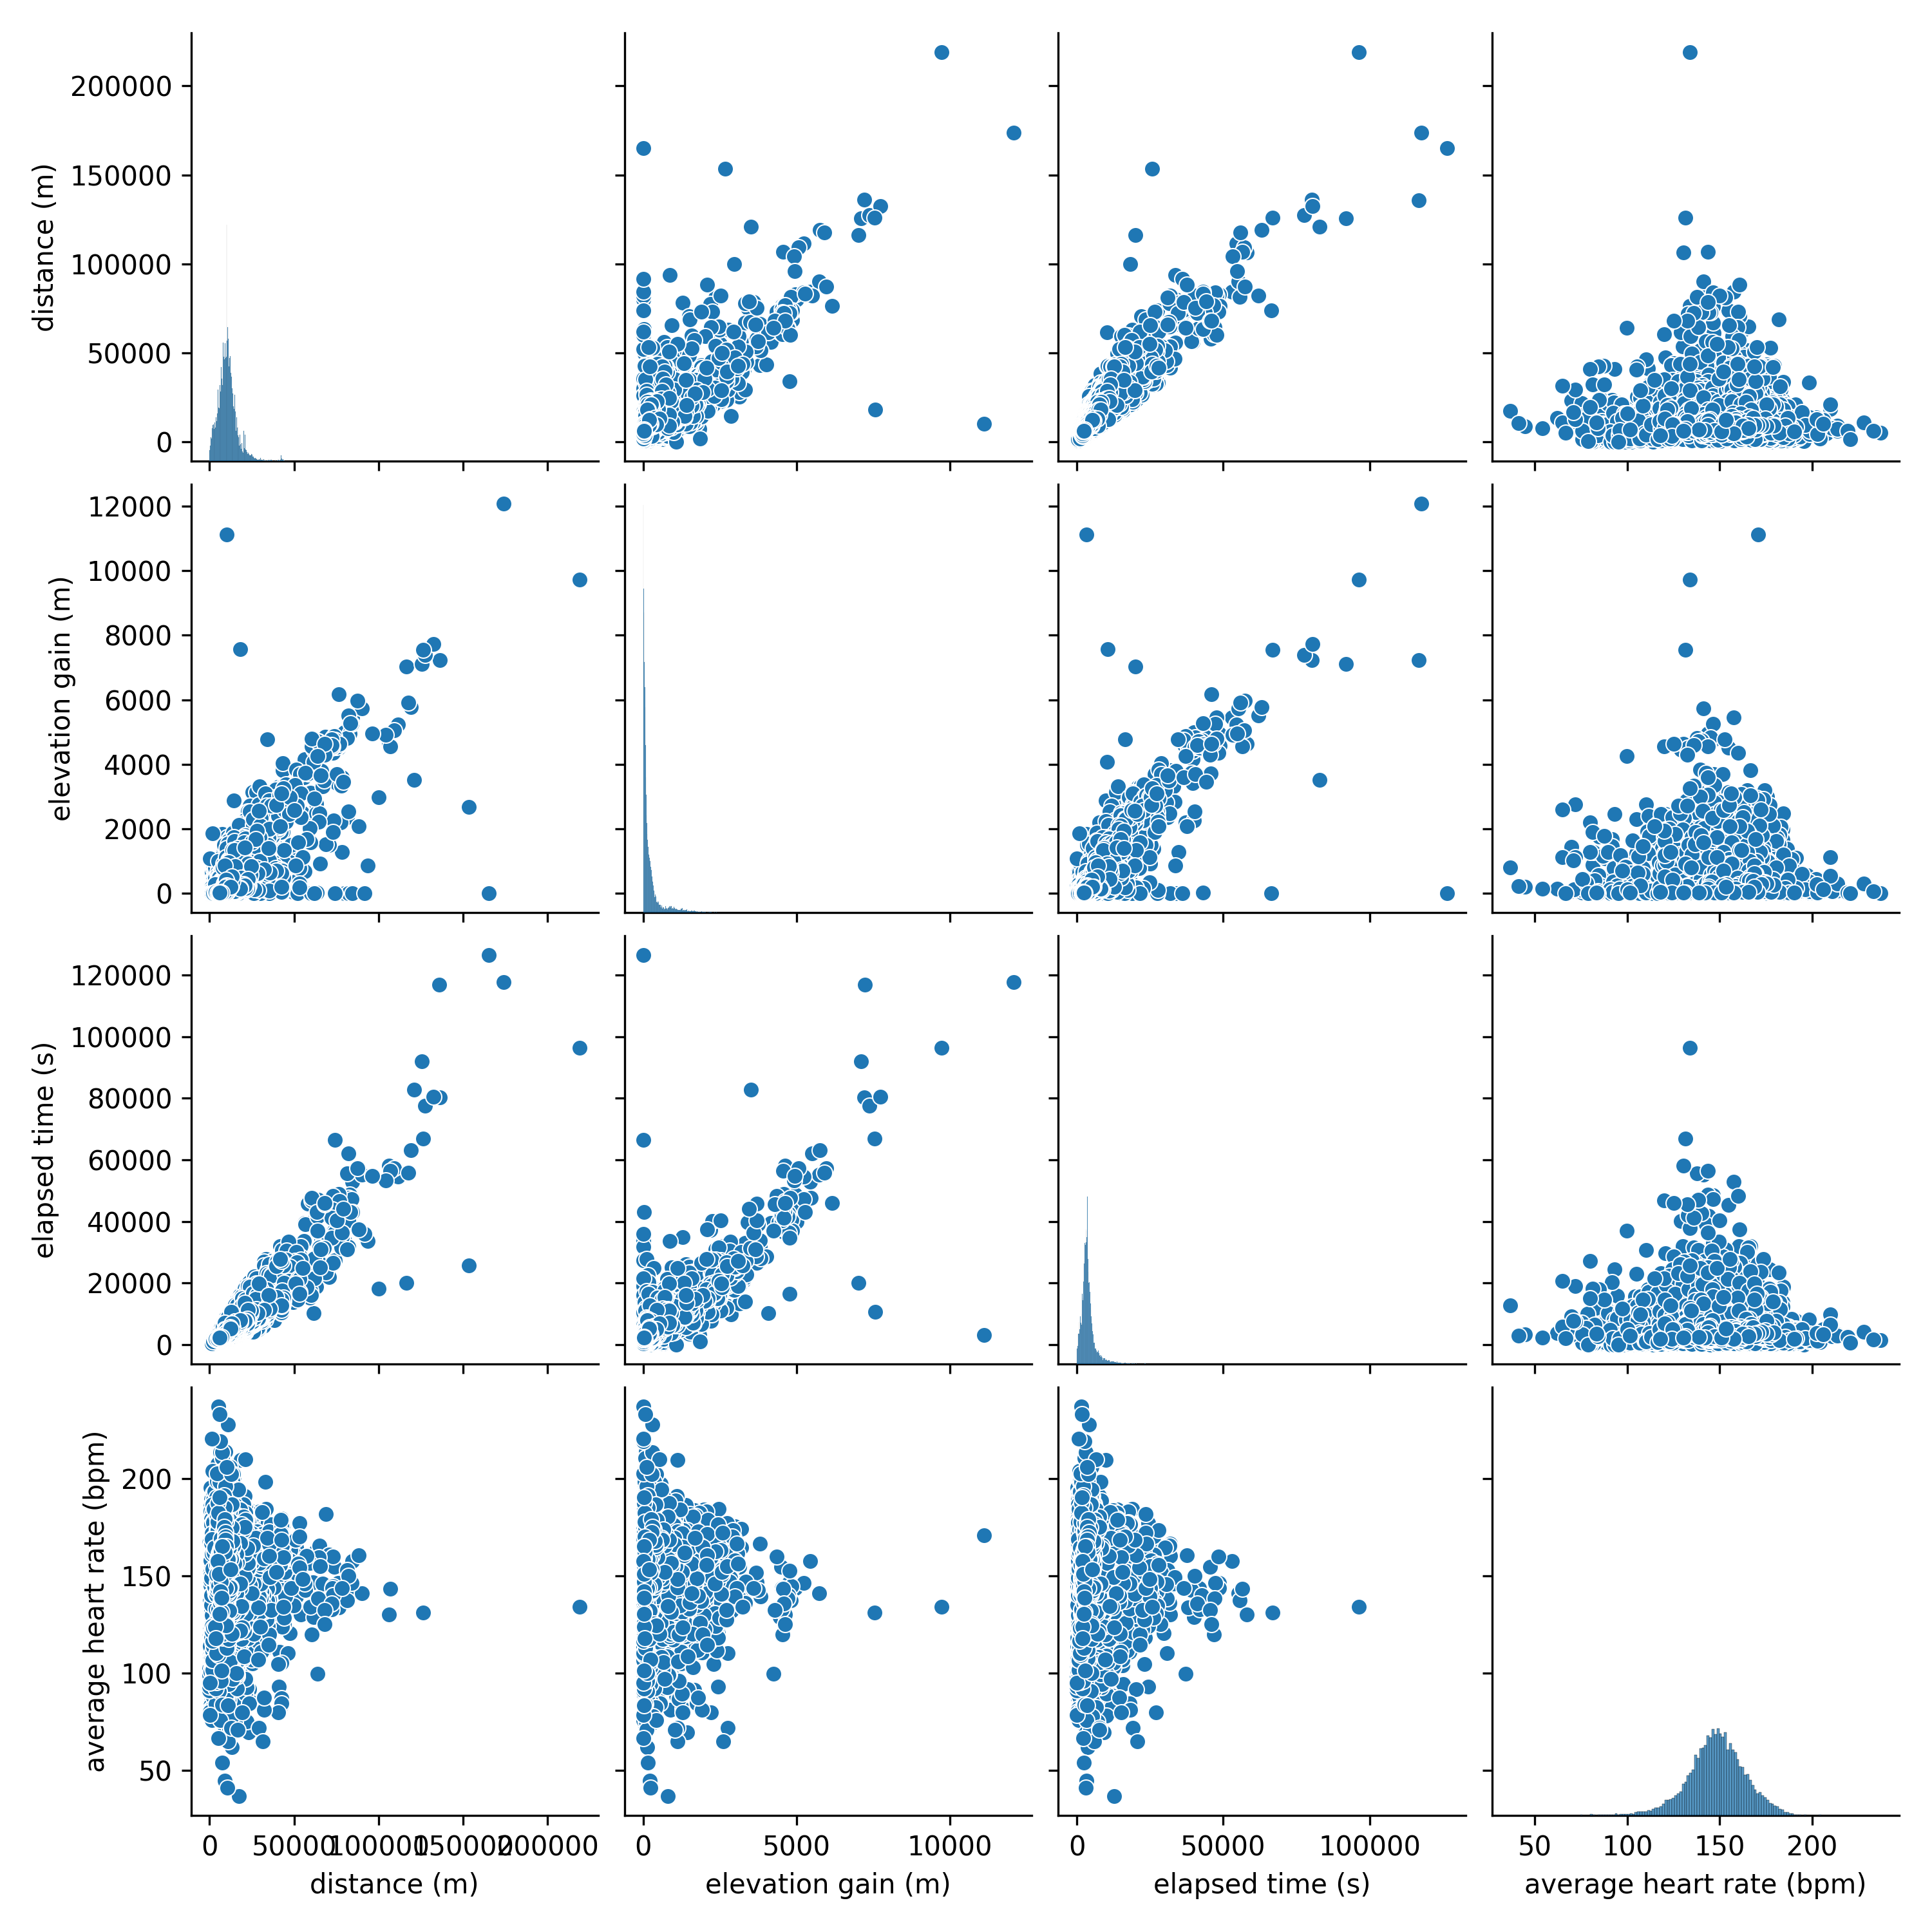 200000
150000
100000
50000
0
distance (m)
12000
10000
8000
6000
4000
2000
0
elevation gain (m)
120000
100000
80000
60000
40000
20000
0
elapsed time (s)
200
150
100
50
average heart rate (bpm)
0 50000 100000 150000 200000
distance (m)
0 5000 10000
elevation gain (m)
0 50000 100000
elapsed time (s)
50 100 150 200
average heart rate (bpm)